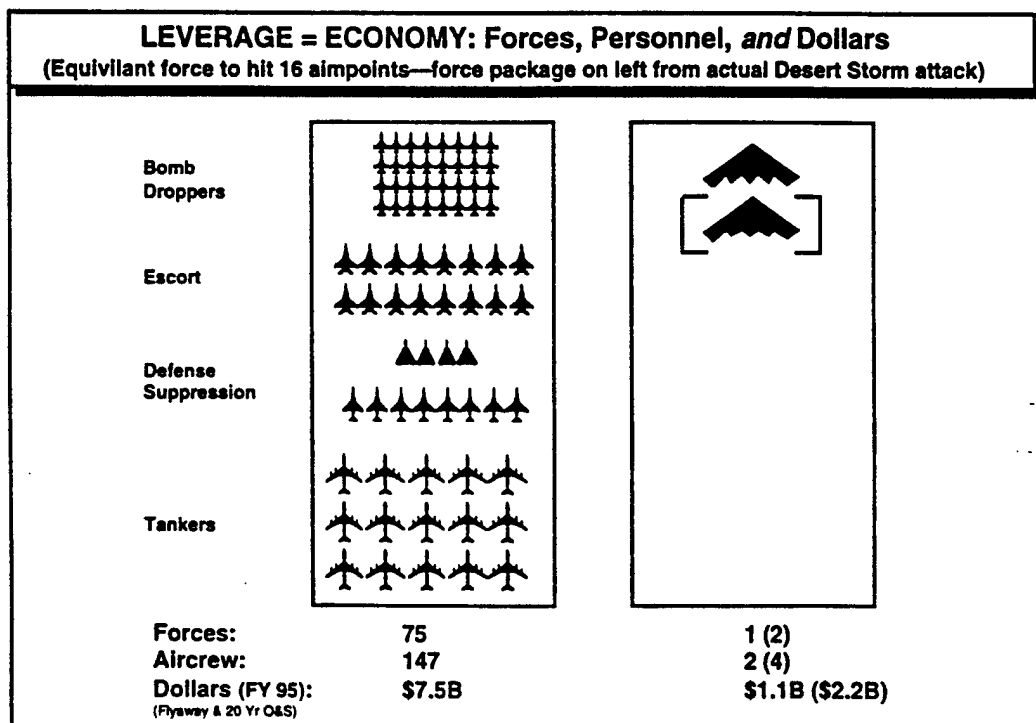 LEVERAGE = ECONOMY: Forces, Personnel, and Dollars
(Equivilant force to hit 16 aimpoints—force package on left from actual Desert Storm attack)
Bomb
Droppers
Escort
Defense
Suppression
Tankers
Forces: 75 1 (2)
Aircrew: 147 2 (4)
Dollars (FY 95): $7.5B $1.1B ($2.2B)
(Flyaway & 20 Yr O&S)